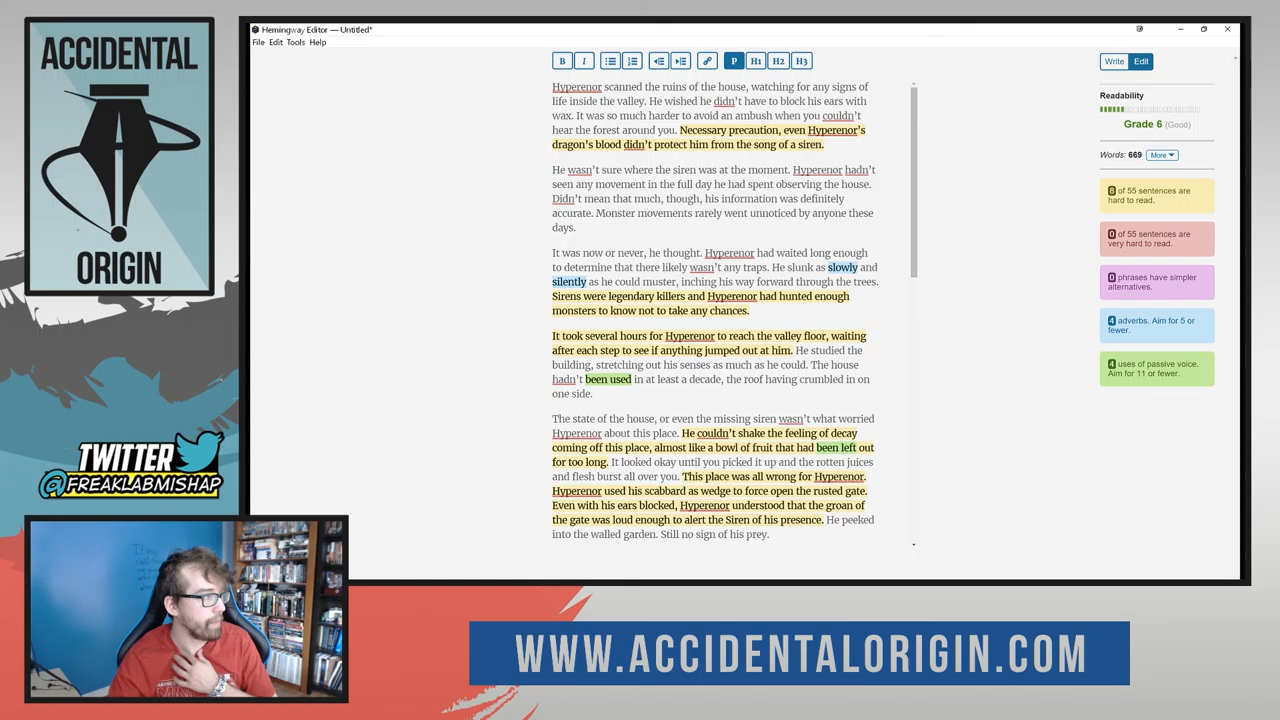 ACCIDENTAL
ORIGIN
TWITTER
@FREAKLABMISHAP
Hemingway Editor — Untitled*
File Edit Tools Help
B I P H1 H2 H3
Hyperenor scanned the ruins of the house, watching for any signs of
life inside the valley. He wished he didn't have to block his ears with
wax. It was so much harder to avoid an ambush when you couldn't
hear the forest around you. Necessary precaution, even Hyperenor's
dragon's blood didn't protect him from the song of a siren.
He wasn't sure where the siren was at the moment. Hyperenor hadn't
seen any movement in the full day he had spent observing the house.
Didn't mean that much, though, his information was definitely
accurate. Monster movements rarely went unnoticed by anyone these
days.
It was now or never, he thought. Hyperenor had waited long enough
to determine that there likely wasn't any traps. He slunk as slowly and
silently as he could muster, inching his way forward through the trees.
Sirens were legendary killers and Hyperenor had hunted enough
monsters to know not to take any chances.
It took several hours for Hyperenor to reach the valley floor, waiting
after each step to see if anything jumped out at him. He studied the
building, stretching out his senses as much as he could. The house
hadn't been used in at least a decade, the roof having crumbled in on
one side.
The state of the house, or even the missing siren wasn't what worried
Hyperenor about this place. He couldn't shake the feeling of decay
coming off this place, almost like a bowl of fruit that had been left out
for too long. It looked okay until you picked it up and the rotten juices
and flesh burst all over you. This place was all wrong for Hyperenor.
Hyperenor used his scabbard as wedge to force open the rusted gate.
Even with his ears blocked, Hyperenor understood that the groan of
the gate was loud enough to alert the Siren of his presence. He peeked
into the walled garden. Still no sign of his prey.
Write Edit
Readability
Grade 6 (Good)
Words: 669 More
8 of 55 sentences are
hard to read.
0 of 55 sentences are
very hard to read.
0 phrases have simpler
alternatives.
4 adverbs. Aim for 5 or
fewer.
4 uses of passive voice.
Aim for 11 or fewer.
WWW.ACCIDENTALORIGIN.COM